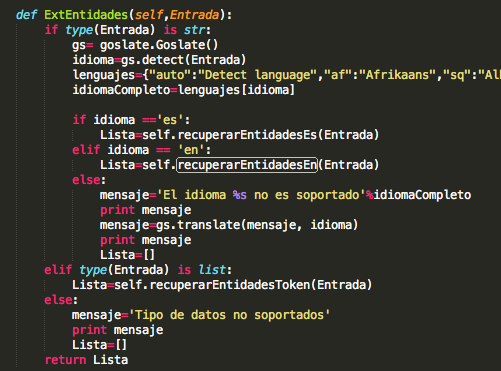 def ExtEntidades(self,Entrada):
if type(Entrada) is str:
gs= goslate.Goslate()
idioma=gs.detect(Entrada)
lenguajes={"auto":"Detect language","af":"Afrikaans","sq":"Al
idiomaCompleto=lenguajes[idioma]
if idioma =='es':
Lista=self.recuperarEntidadesEs(Entrada)
elif idioma == 'en':
Lista=self.recuperarEntidadesEn(Entrada)
else:
mensaje='El idioma %s no es soportado'%idiomaCompleto
print mensaje
mensaje=gs.translate(mensaje, idioma)
print mensaje
Lista=[]
elif type(Entrada) is list:
Lista=self.recuperarEntidadesToken(Entrada)
else:
mensaje='Tipo de datos no soportados'
print mensaje
Lista=[]
return Lista